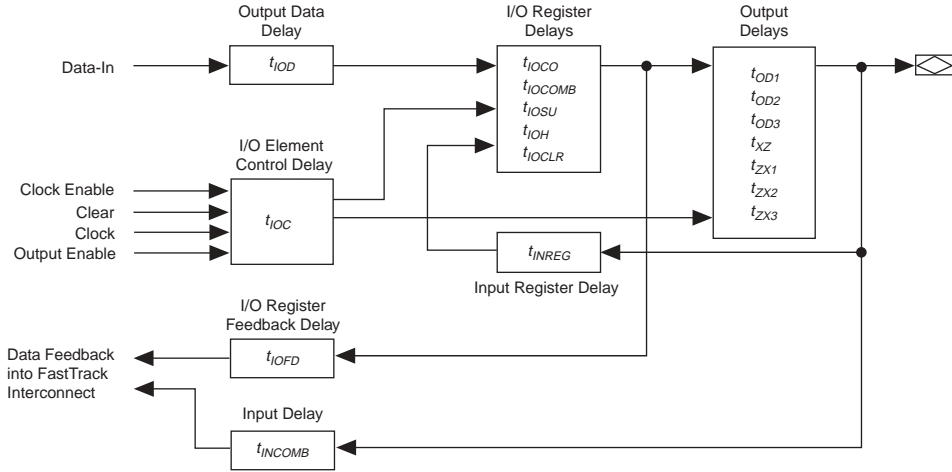 Output Data
Delay
I/O Register
Delays
Output
Delays
Data-In
tIOD
tIOCO
tIOCOMB
tIOSU
tIOH
tIOCLR
tOD1
tOD2
tOD3
tXZ
tZX1
tZX2
tZX3
I/O Element
Control Delay
Clock Enable
Clear
Clock
Output Enable
tIOC
tINREG
Input Register Delay
I/O Register
Feedback Delay
tIOFD
Data Feedback
into FastTrack
Interconnect
Input Delay
tINCOMB